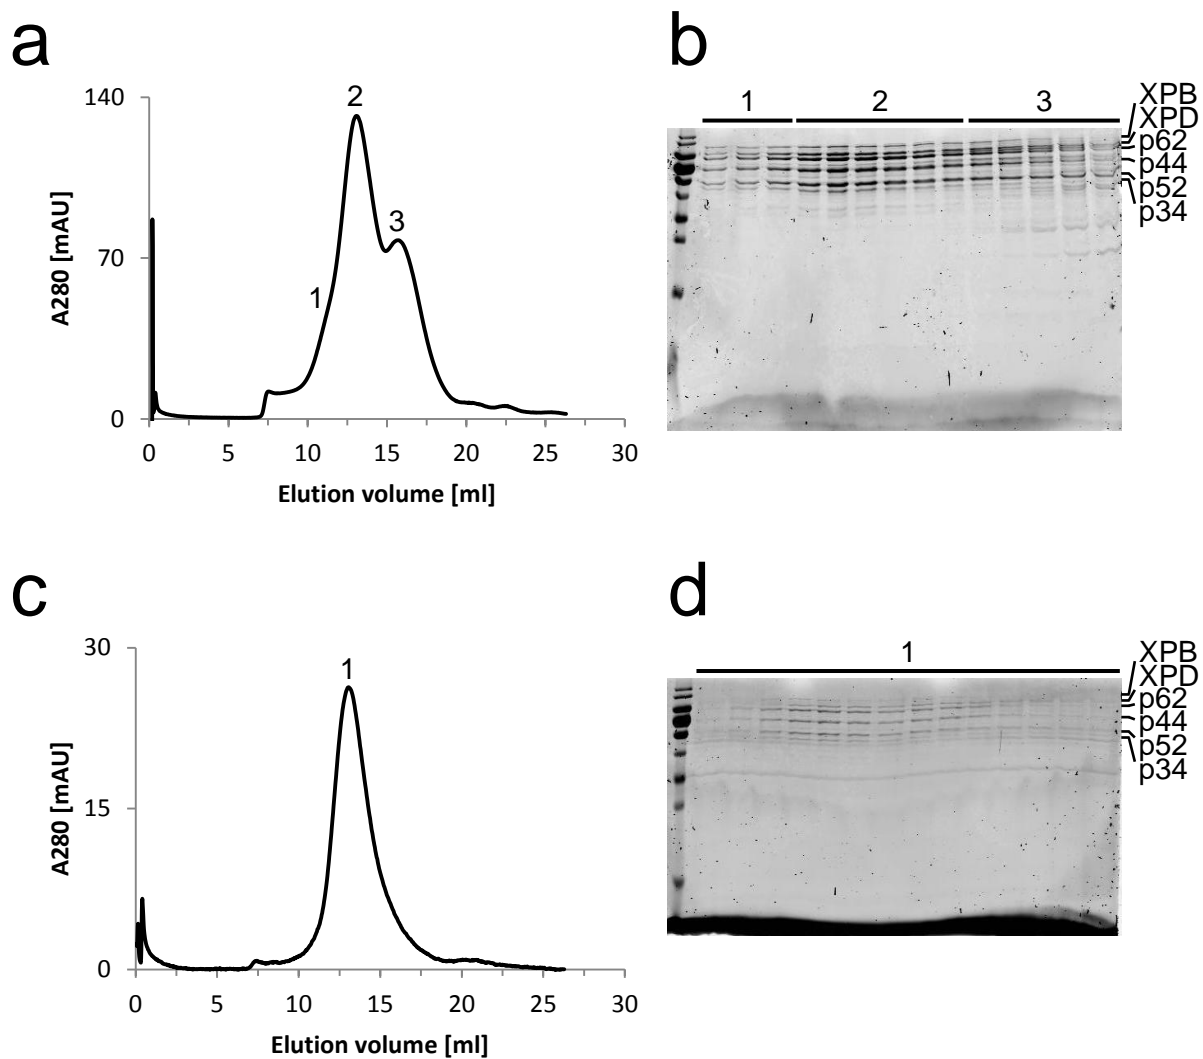 a
140
70
0
A280 [mAU]
1
2
3
0 5 10 15 20 25 30
Elution volume [ml]
b
1 2 3
XPB
XPD
p62
p44
p52
p34
c
30
15
0
A280 [mAU]
1
0 5 10 15 20 25 30
Elution volume [ml]
d
1
XPB
XPD
p62
p44
p52
p34